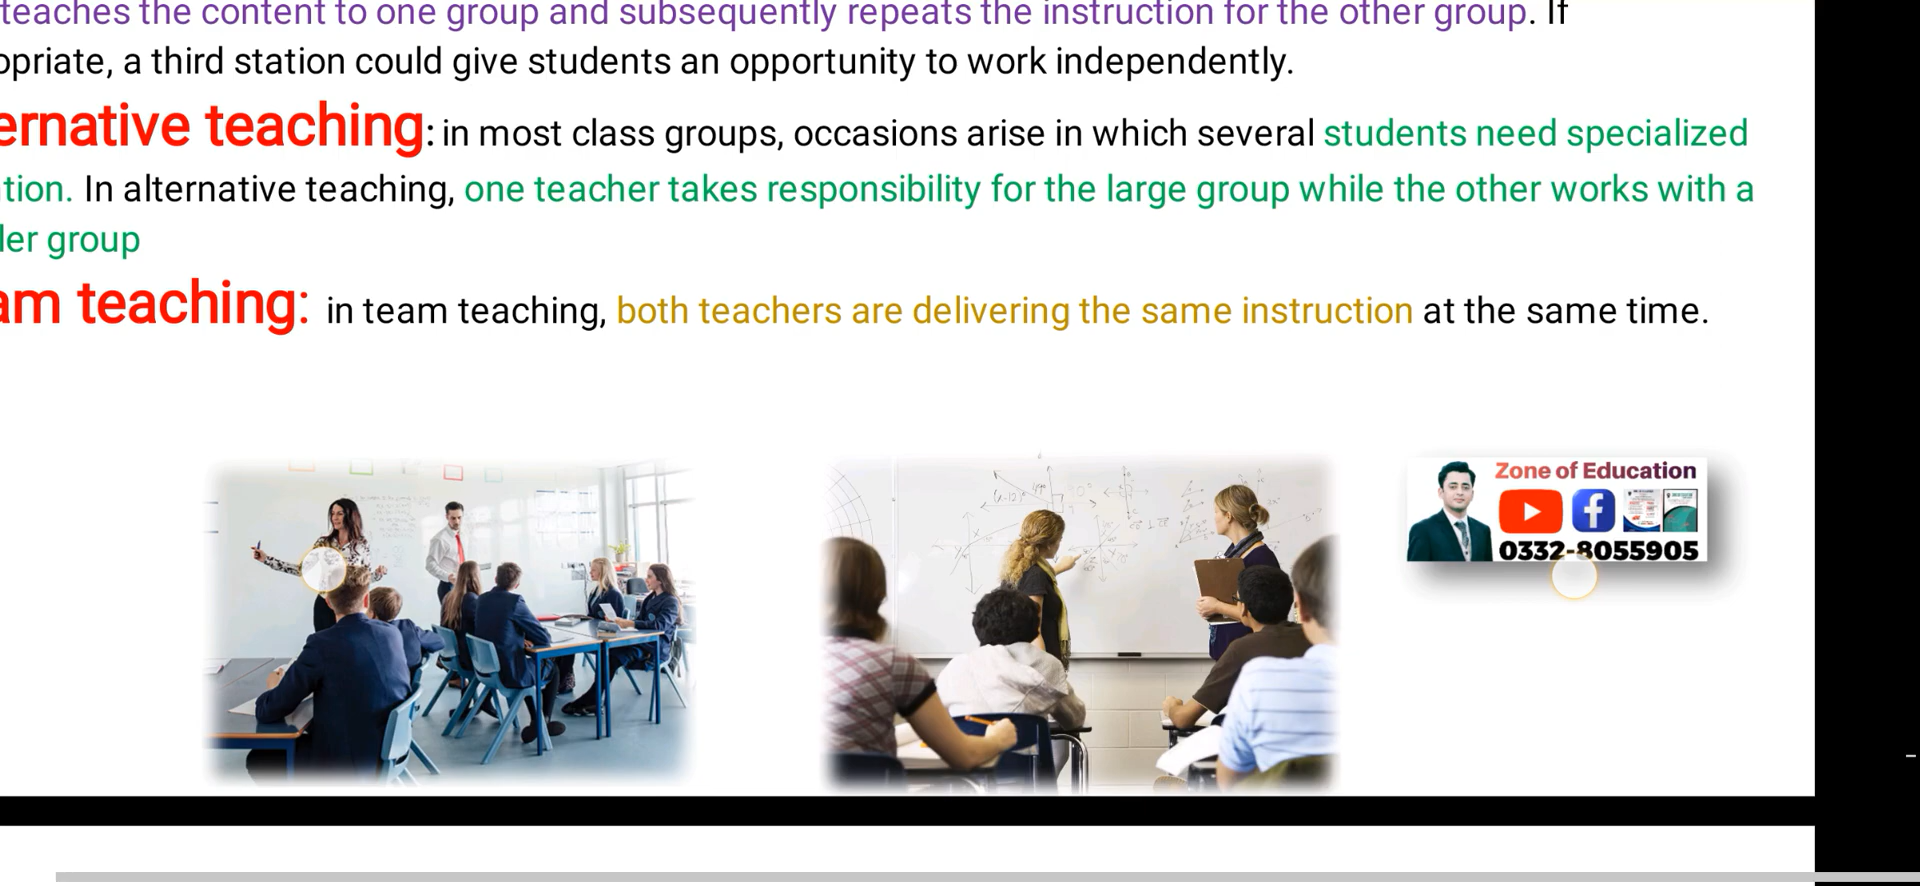 teaches the content to one group and subsequently repeats the instruction for the other group. If
opriate, a third station could give students an opportunity to work independently.
ernative teaching: in most class groups, occasions arise in which several students need specialized
tion. In alternative teaching, one teacher takes responsibility for the large group while the other works with a
ler group
am teaching: in team teaching, both teachers are delivering the same instruction at the same time.
Zone of Education
0332-8055905